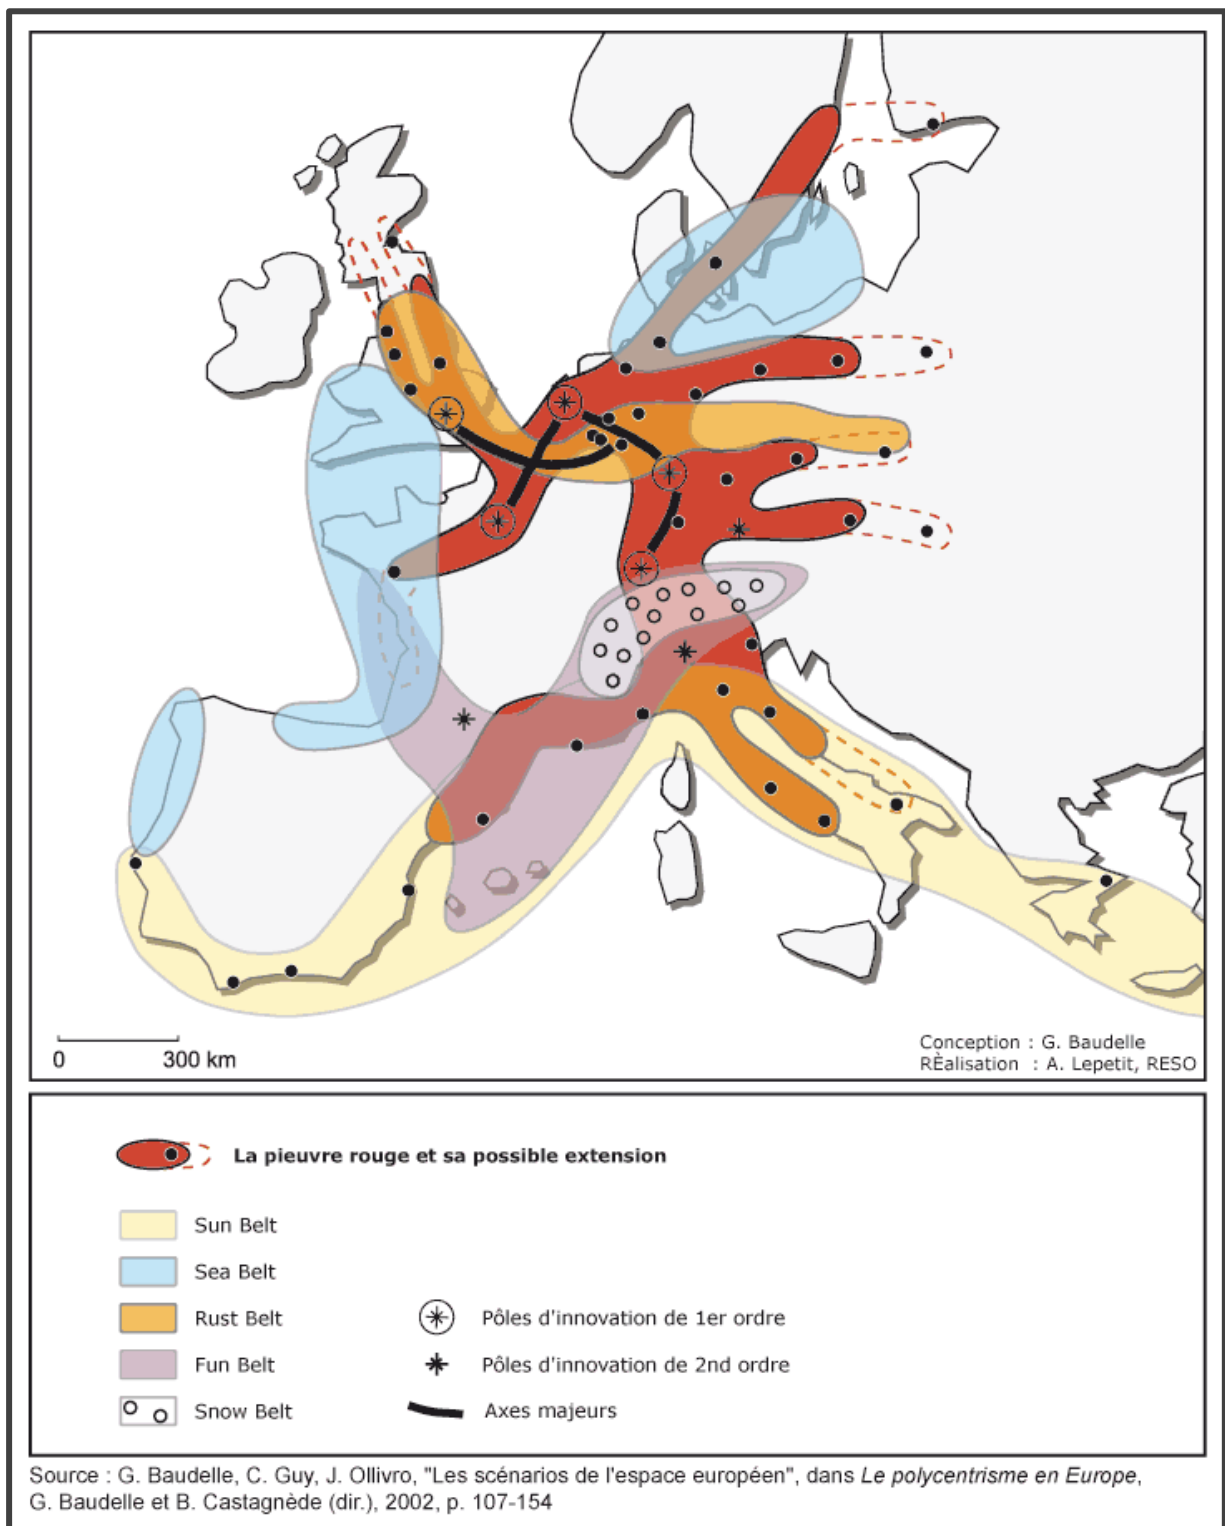 0
300 km
Conception : G. Baudelle
RÈalisation : A. Lepetit, RESO
La pieuvre rouge et sa possible extension
Sun Belt
Sea Belt
Rust Belt
Fun Belt
Snow Belt
Pôles d'innovation de 1er ordre
Pôles d'innovation de 2nd ordre
Axes majeurs
Source : G. Baudelle, C. Guy, J. Ollivro, "Les scénarios de l'espace européen", dans Le polycentrisme en Europe,
G. Baudelle et B. Castagnède (dir.), 2002, p. 107-154